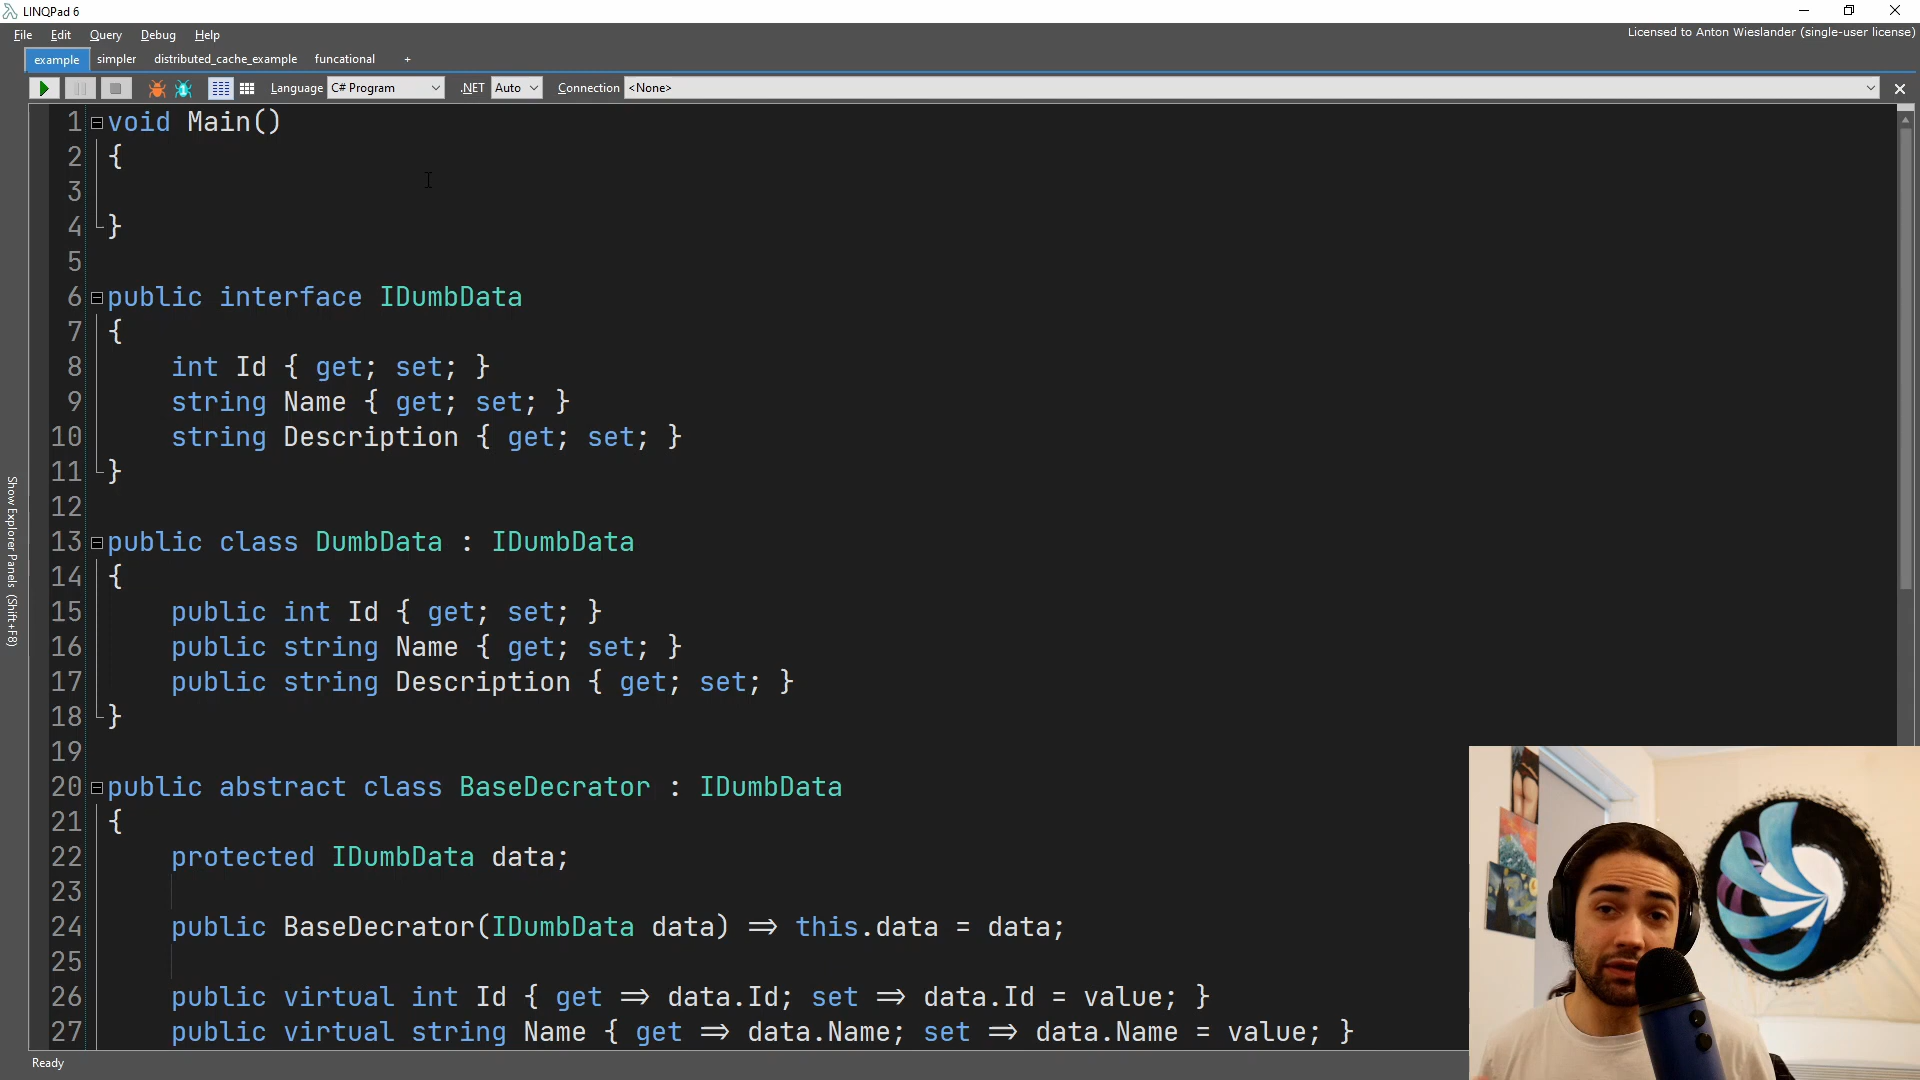 LINQPad 6
File Edit Query Debug Help
Licensed to Anton Wieslander (single-user license)
example simpler distributed_cache_example funcational +
Language C# Program .NET Auto Connection <None>
1 void Main()
2 {
3
4 }
5
6 public interface IDumbData
7 {
8 int Id { get; set; }
9 string Name { get; set; }
10 string Description { get; set; }
11 }
12
13 public class DumbData : IDumbData
14 {
15 public int Id { get; set; }
16 public string Name { get; set; }
17 public string Description { get; set; }
18 }
19
20 public abstract class BaseDecrator : IDumbData
21 {
22 protected IDumbData data;
23
24 public BaseDecrator(IDumbData data) => this.data = data;
25
26 public virtual int Id { get => data.Id; set => data.Id = value; }
27 public virtual string Name { get => data.Name; set => data.Name = value; }
Show Explorer Panels (Shift+F8)
Ready